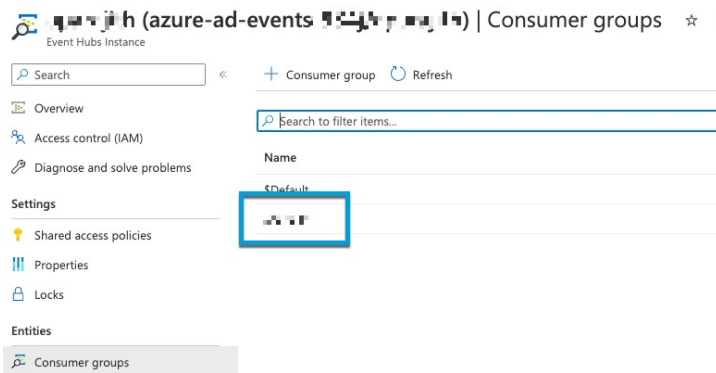 (azure-ad-events ) | Consumer groups
Event Hubs Instance
Search
«
+ Consumer group
Refresh
Overview
Access control (IAM)
Diagnose and solve problems
Settings
Shared access policies
Properties
Locks
Entities
Consumer groups
Search to filter items...
Name
$Default